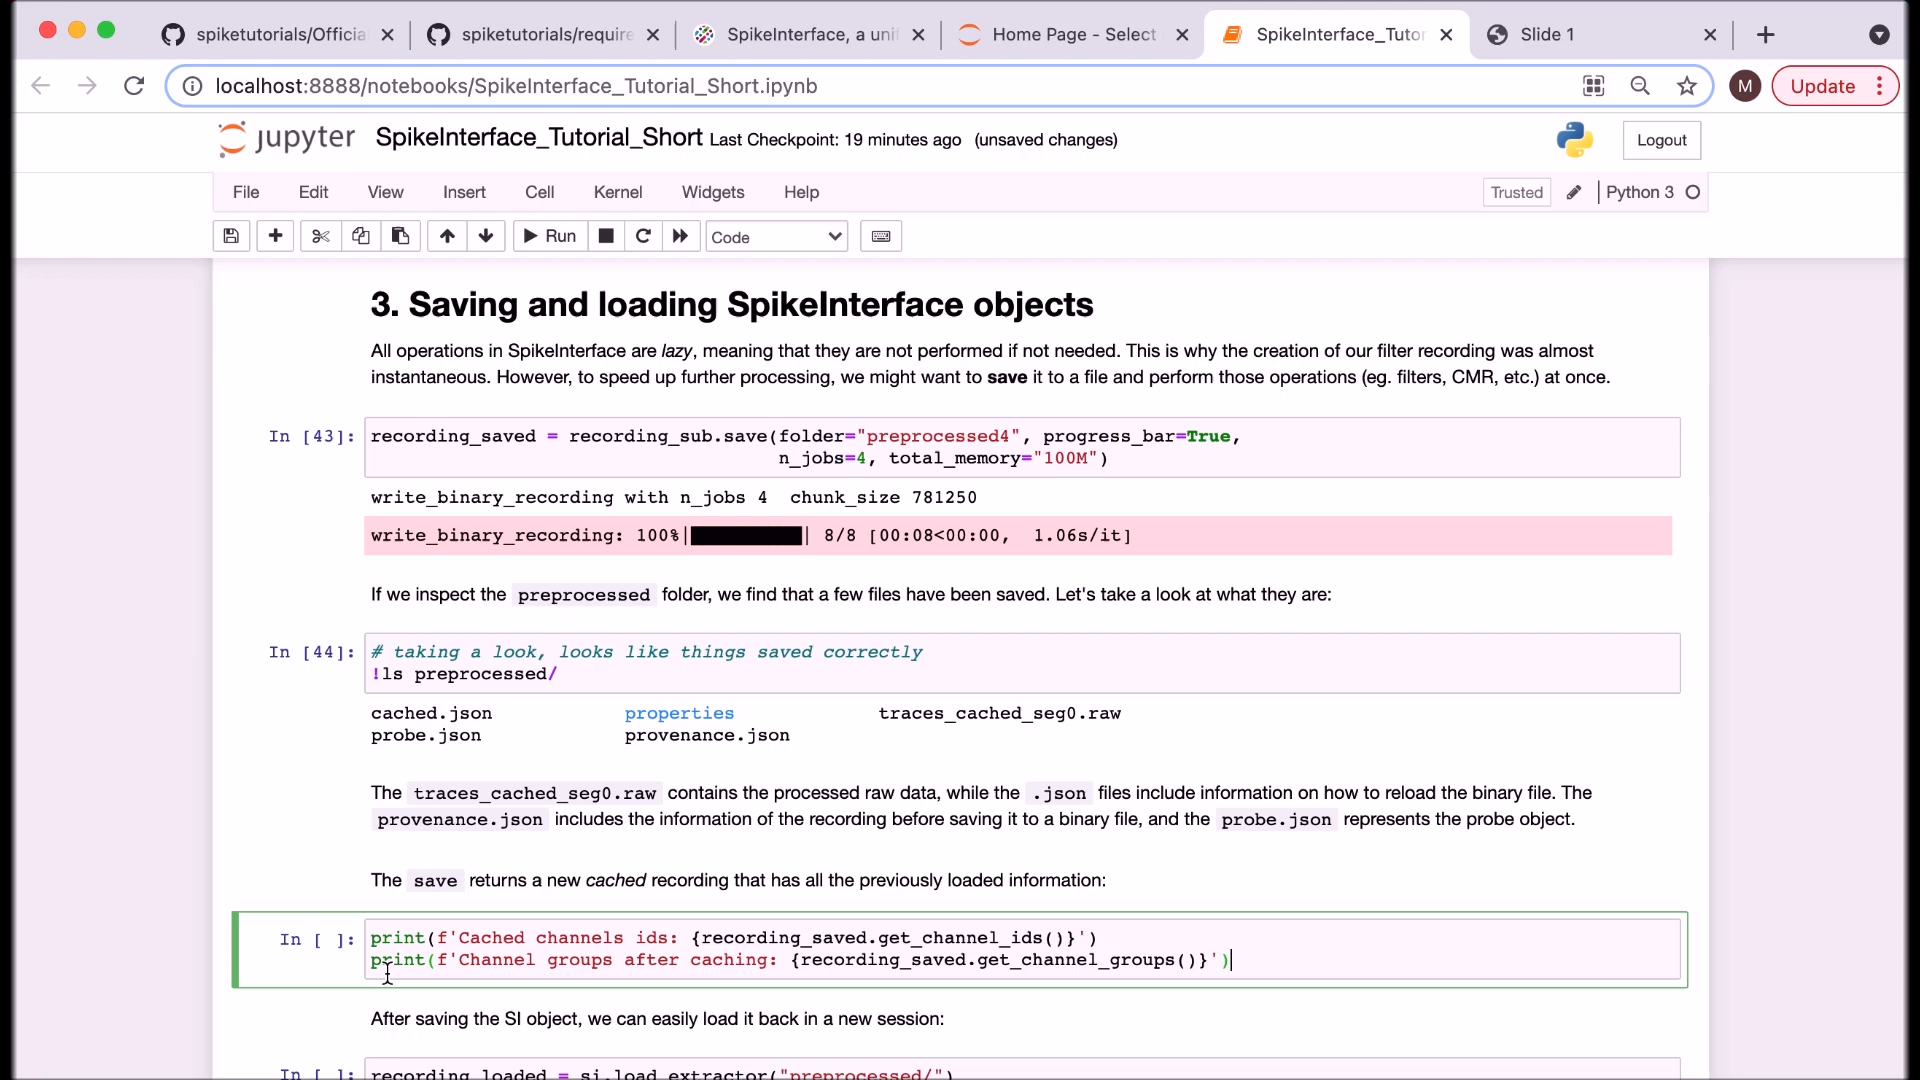 spiketutorials/Officia
spiketutorials/require
SpikeInterface, a uni
Home Page - Select
SpikeInterface_Tutor
Slide 1
localhost:8888/notebooks/SpikeInterface_Tutorial_Short.ipynb
M
Update
jupyter SpikeInterface_Tutorial_Short Last Checkpoint: 19 minutes ago (unsaved changes)
Logout
File Edit View Insert Cell Kernel Widgets Help
Trusted
Python 3
Run
Code
3. Saving and loading SpikeInterface objects
All operations in SpikeInterface are lazy, meaning that they are not performed if not needed. This is why the creation of our filter recording was almost
instantaneous. However, to speed up further processing, we might want to save it to a file and perform those operations (eg. filters, CMR, etc.) at once.
In [43]: recording_saved = recording_sub.save(folder="preprocessed4", progress_bar=True,
n_jobs=4, total_memory="100M")
write_binary_recording with n_jobs 4 chunk_size 781250
write_binary_recording: 100%|██████████| 8/8 [00:08<00:00, 1.06s/it]
If we inspect the preprocessed folder, we find that a few files have been saved. Let's take a look at what they are:
In [44]: # taking a look, looks like things saved correctly
!ls preprocessed/
cached.json properties traces_cached_seg0.raw
probe.json provenance.json
The traces_cached_seg0.raw contains the processed raw data, while the .json files include information on how to reload the binary file. The
provenance.json includes the information of the recording before saving it to a binary file, and the probe.json represents the probe object.
The save returns a new cached recording that has all the previously loaded information:
In [ ]: print(f'Cached channels ids: {recording_saved.get_channel_ids()}')
print(f'Channel groups after caching: {recording_saved.get_channel_groups()}')
After saving the SI object, we can easily load it back in a new session:
In [ ]: recording_loaded = si.load_extractor("preprocessed/")